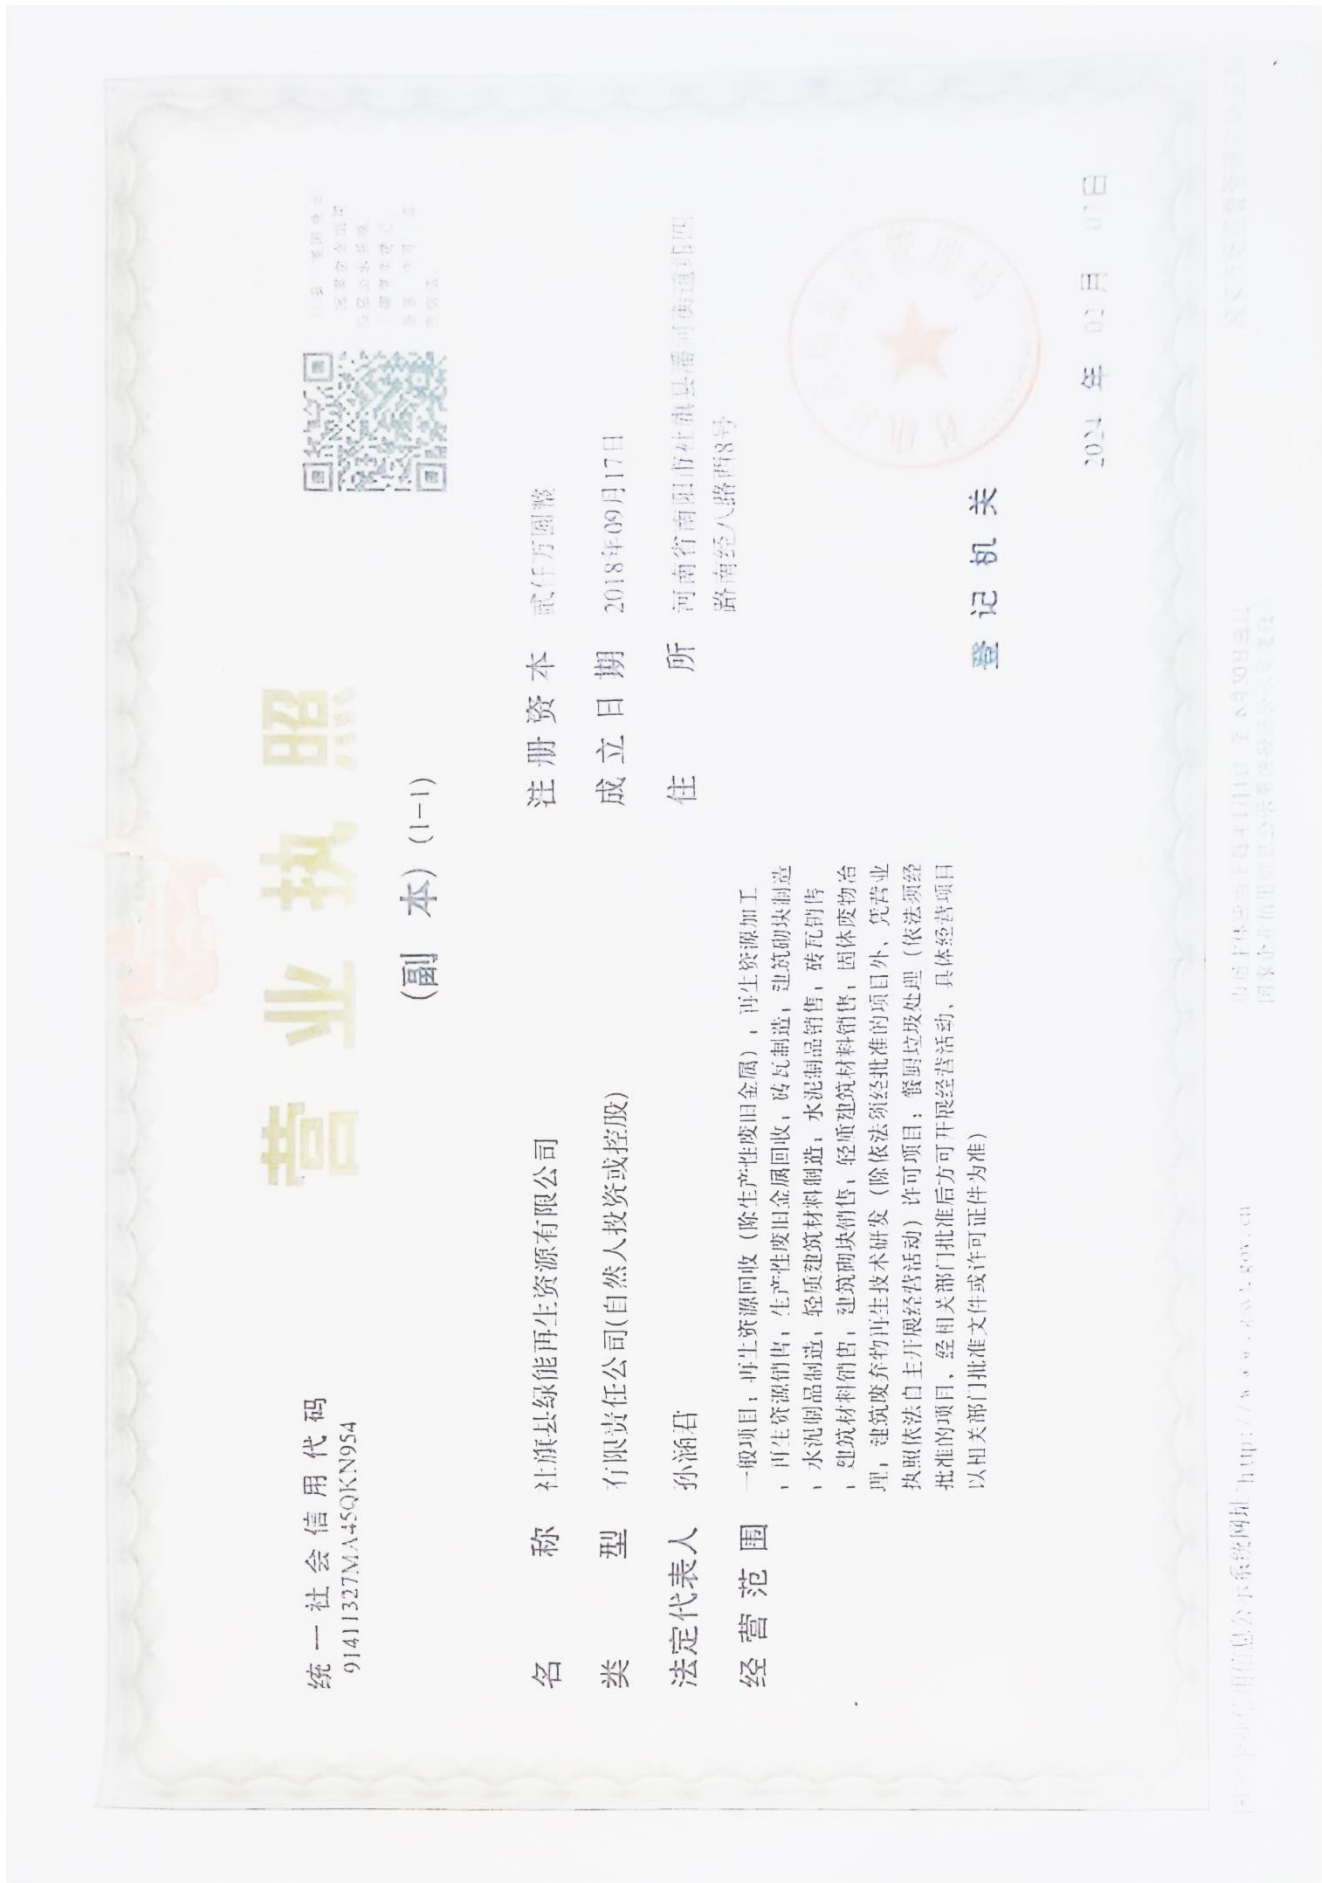 营业执照
(副 本) (1-1)
统一社会信用代码
91411327MA45QKN954
名 称 社旗县绿能再生资源有限公司
类 型 有限责任公司(自然人投资或控股)
法定代表人 孙涵君
经营范围 一般项目：再生资源回收（除生产性废旧金属），再生资源加工
；再生资源销售；生产性废旧金属回收；砖瓦制造；建筑砌块制造
；水泥制品制造；轻质建筑材料制造；水泥制品销售；砖瓦销售
；建筑材料销售；建筑砌块销售；轻质建筑材料销售；固体废物治
理；建筑废弃物再生技术研发（除依法须经批准的项目外，凭营业
执照依法自主开展经营活动）许可项目：餐厨垃圾处理（依法须经
批准的项目，经相关部门批准后方可开展经营活动，具体经营项目
以相关部门批准文件或许可证件为准）
注册资本 贰仟万圆整
成立日期 2018年09月17日
住 所 河南省南阳市社旗县潘河街道纬四
路南经八路西8号
登记机关
2024 年 02 月 07日